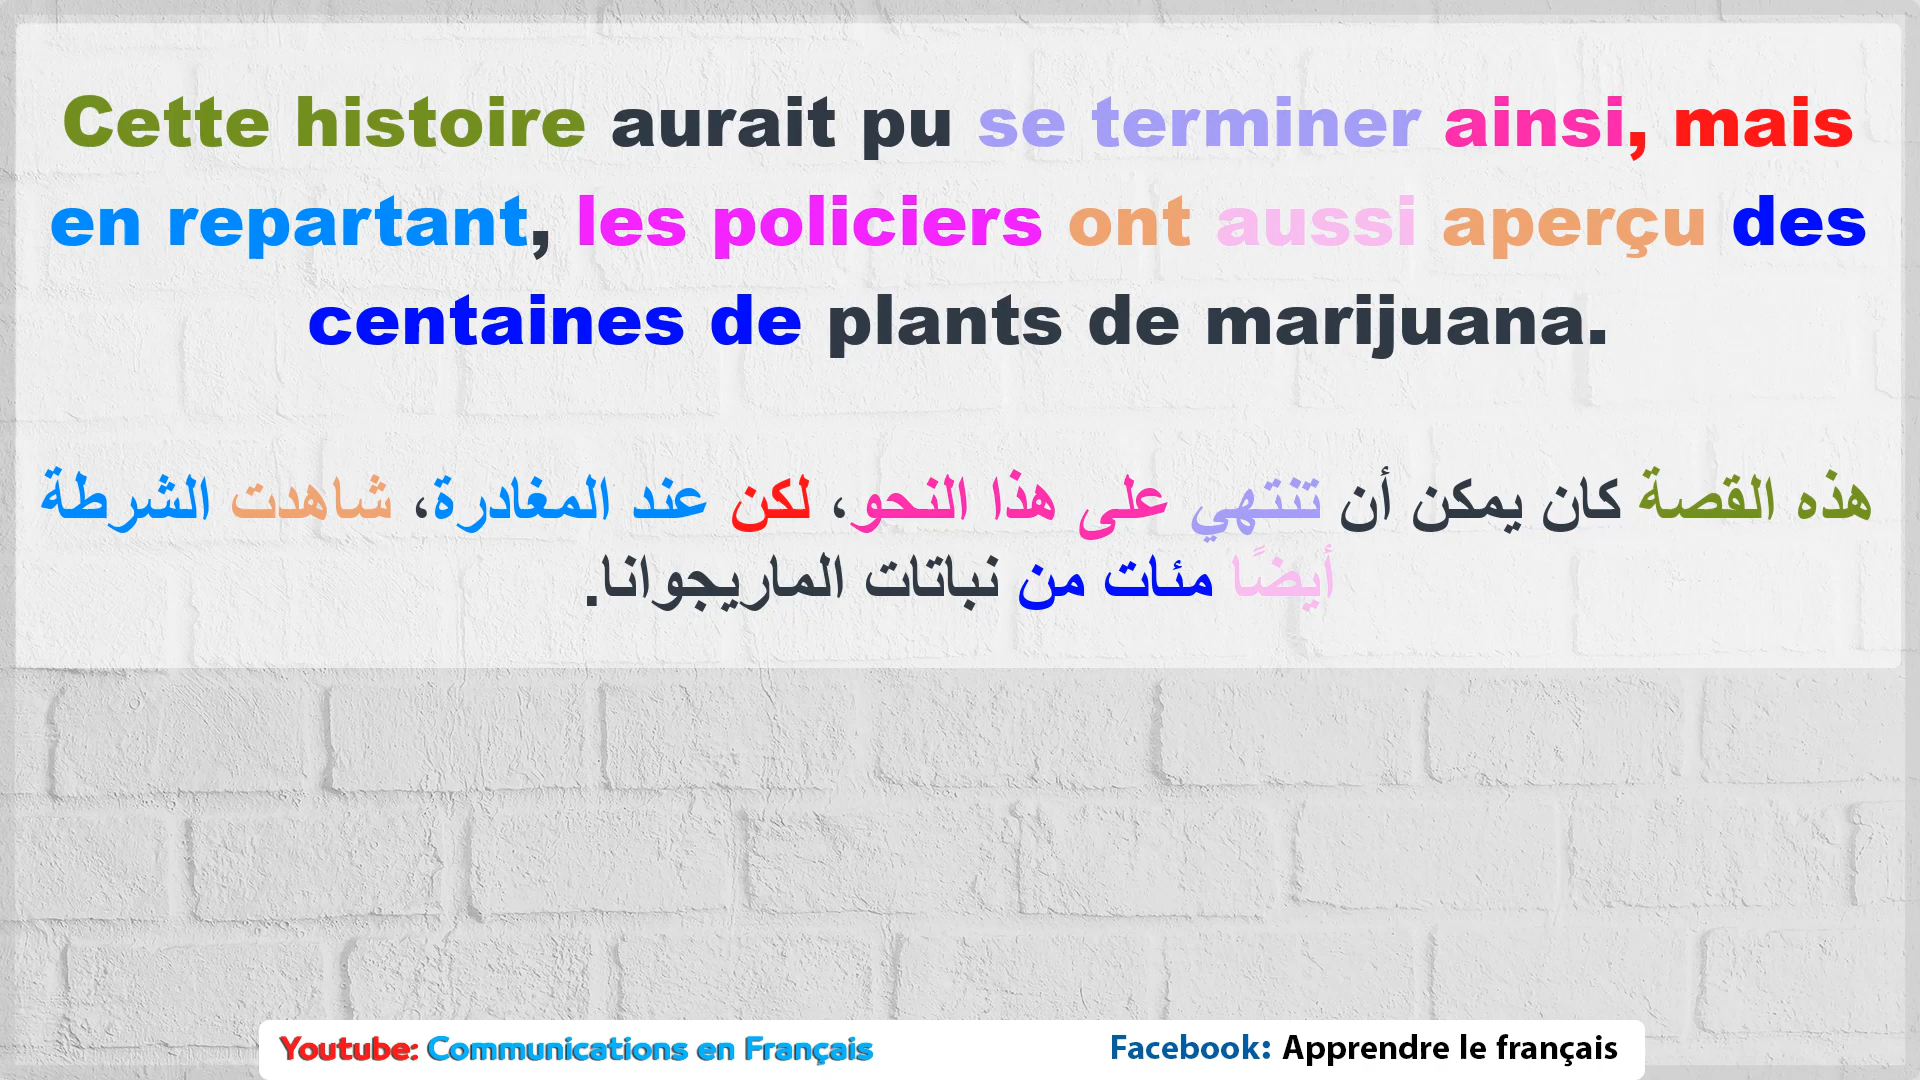 Cette histoire aurait pu se terminer ainsi, mais
en repartant, les policiers ont aussi aperçu des
centaines de plants de marijuana.
هذه القصة كان يمكن أن تنتهي على هذا النحو، لكن عند المغادرة، شاهدت الشرطة
أيضًا مئات من نباتات الماريجوانا.
Youtube: Communications en Français
Facebook: Apprendre le français